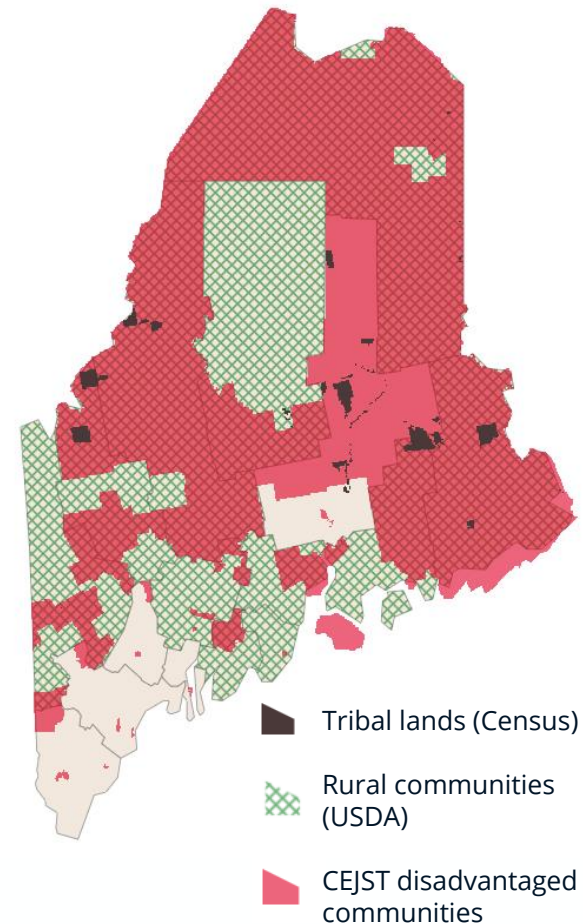 Tribal lands (Census)
Rural communities
(USDA)
CEJST disadvantaged
communities